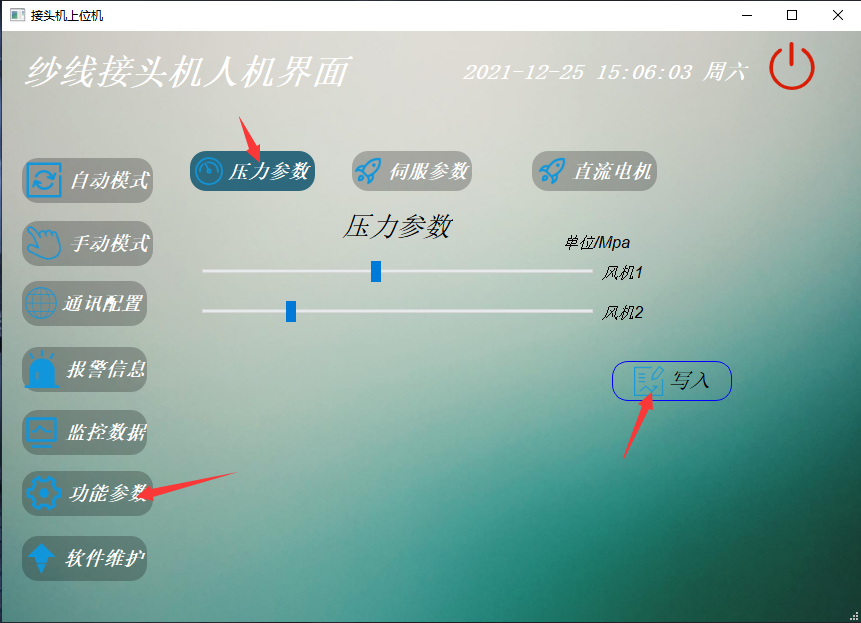 接头机上位机
纱线接头机人机界面
2021-12-25 15:06:03 周六
自动模式
手动模式
通讯配置
报警信息
监控数据
功能参数
软件维护
压力参数
伺服参数
直流电机
压力参数
单位/Mpa
风机1
风机2
写入